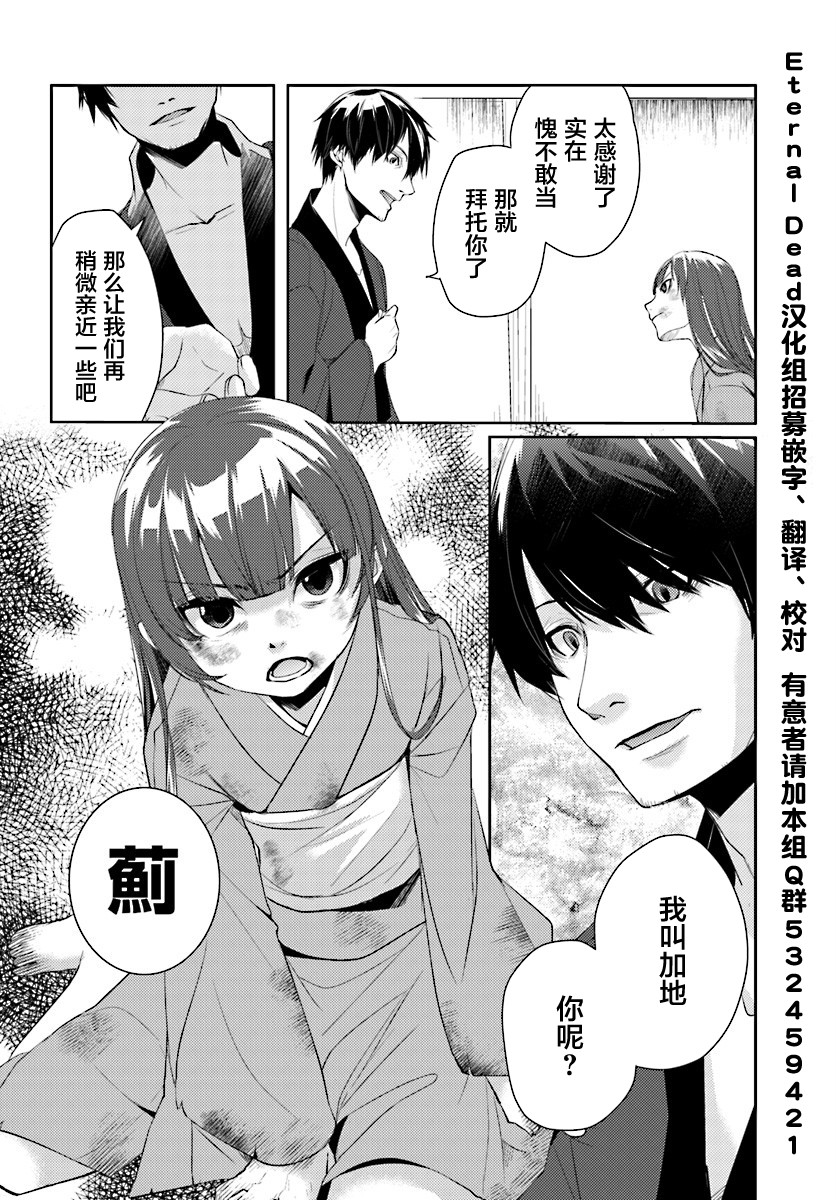 太感谢了
实在
愧不敢当
那就
拜托你了
那么让我们再
稍微亲近一些吧
我叫加地
你呢？
薊
Eternal Dead汉化组招募嵌字、翻译、校对 有意者请加本组Q群532459421